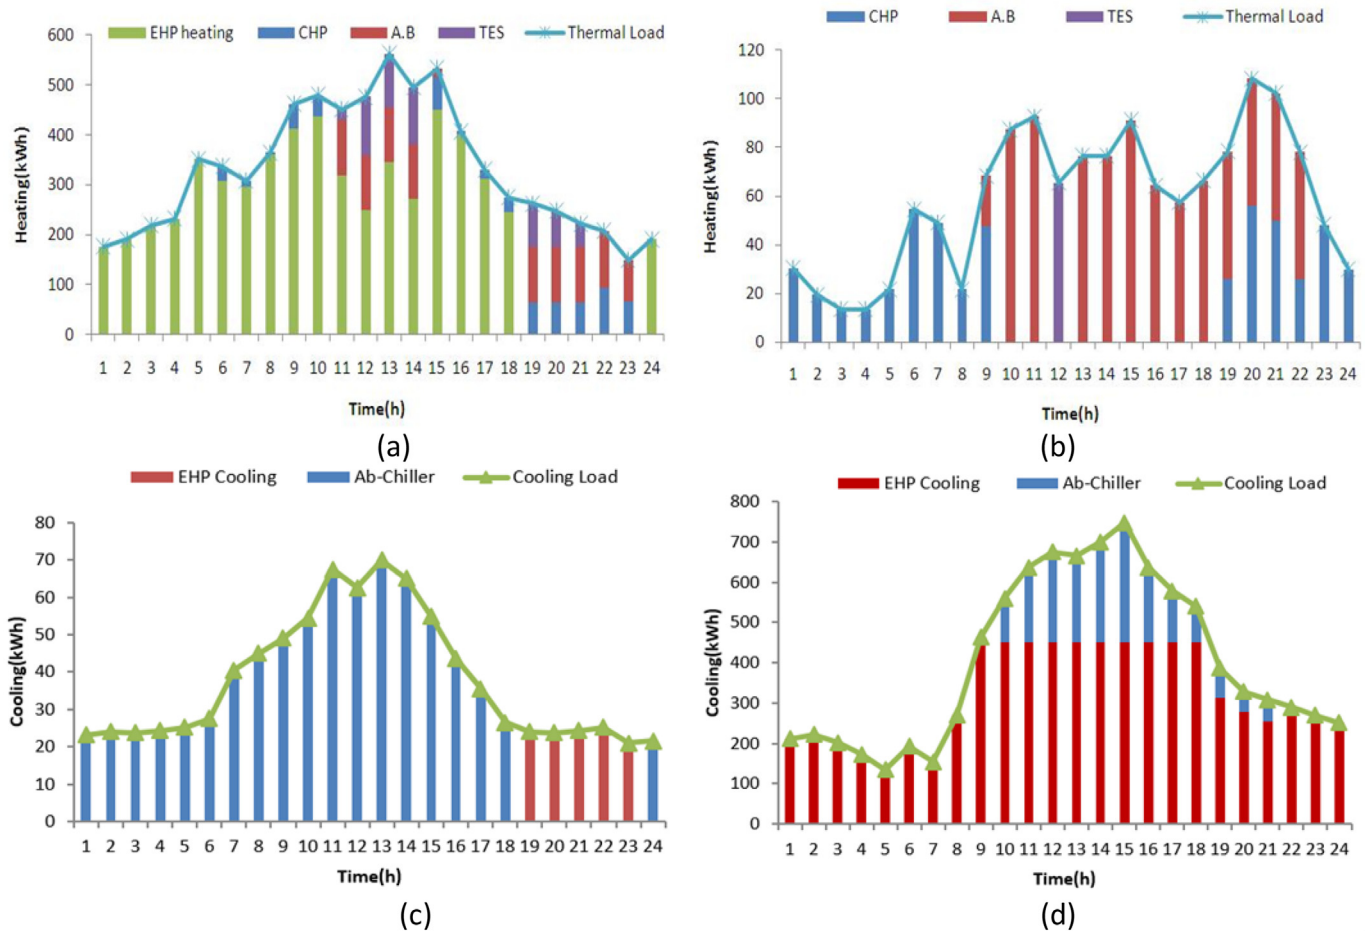 (a)
EHP heating CHP A.B TES Thermal Load
600
500
400
300
200
100
0
Heating(kWh)
1 2 3 4 5 6 7 8 9 10 11 12 13 14 15 16 17 18 19 20 21 22 23 24
Time(h)
(a)
CHP A.B TES Thermal Load
120
100
80
60
40
20
0
Heating(kWh)
1 2 3 4 5 6 7 8 9 10 11 12 13 14 15 16 17 18 19 20 21 22 23 24
Time(h)
(b)
EHP Cooling Ab-Chiller Cooling Load
80
70
60
50
40
30
20
10
0
Cooling(kWh)
1 2 3 4 5 6 7 8 9 10 11 12 13 14 15 16 17 18 19 20 21 22 23 24
Time(h)
(c)
EHP Cooling Ab-Chiller Cooling Load
800
700
600
500
400
300
200
100
0
Cooling(kWh)
1 2 3 4 5 6 7 8 9 10 11 12 13 14 15 16 17 18 19 20 21 22 23 24
Time(h)
(d)